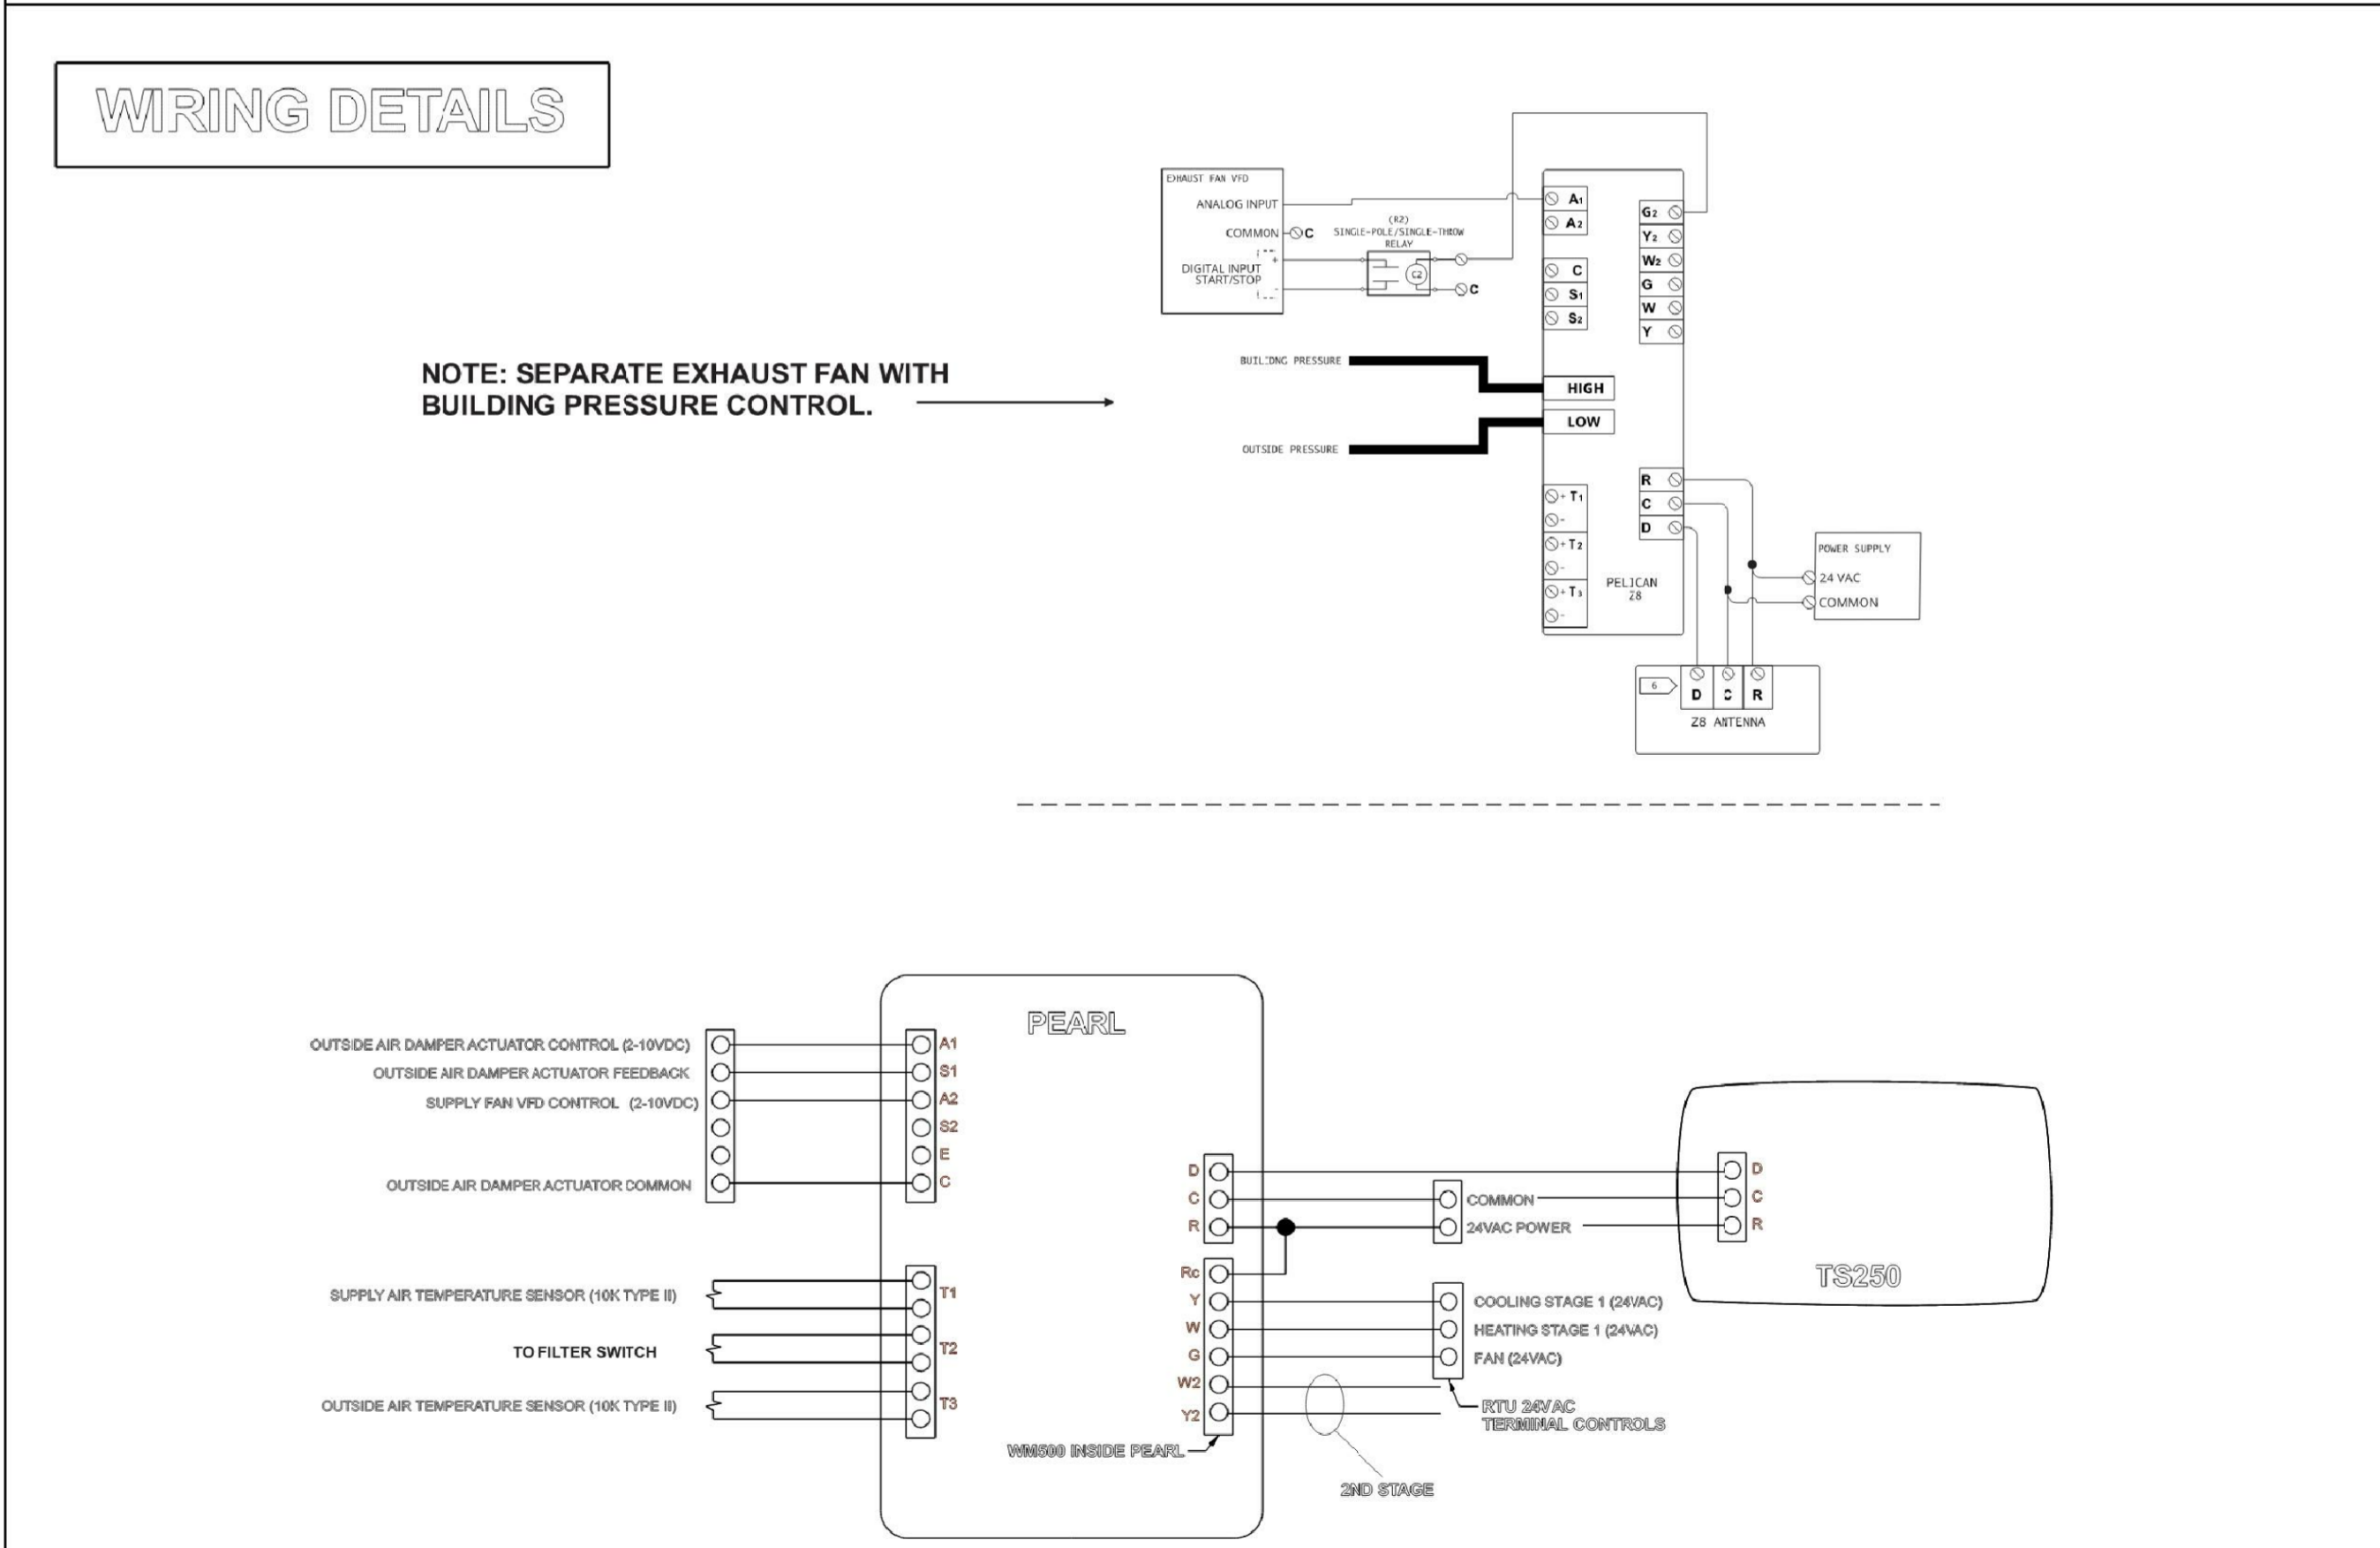 WIRING DETAILS
EXHAUST FAN VFD
ANALOG INPUT
COMMON
C
DIGITAL INPUT
START/STOP
+
-
(R2)
SINGLE-POLE/SINGLE-THROW
RELAY
C2
C
A1
A2
C
S1
S2
G2
Y2
W2
G
W
Y
NOTE: SEPARATE EXHAUST FAN WITH
BUILDING PRESSURE CONTROL.
BUILIDNG PRESSURE
HIGH
LOW
OUTSIDE PRESSURE
R
C
D
+ T1
-
+ T2
-
+ T3
-
PELICAN
Z8
POWER SUPPLY
24 VAC
COMMON
6
D C R
Z8 ANTENNA
PEARL
OUTSIDE AIR DAMPER ACTUATOR CONTROL (2-10VDC)
A1
OUTSIDE AIR DAMPER ACTUATOR FEEDBACK
S1
SUPPLY FAN VFD CONTROL (2-10VDC)
A2
S2
E
OUTSIDE AIR DAMPER ACTUATOR COMMON
C
D
C
R
COMMON
24VAC POWER
D
C
R
TS250
SUPPLY AIR TEMPERATURE SENSOR (10K TYPE II)
T1
TO FILTER SWITCH
T2
OUTSIDE AIR TEMPERATURE SENSOR (10K TYPE II)
T3
Rc
Y
W
G
W2
Y2
COOLING STAGE 1 (24VAC)
HEATING STAGE 1 (24VAC)
FAN (24VAC)
RTU 24VAC
TERMINAL CONTROLS
WM500 INSIDE PEARL
2ND STAGE